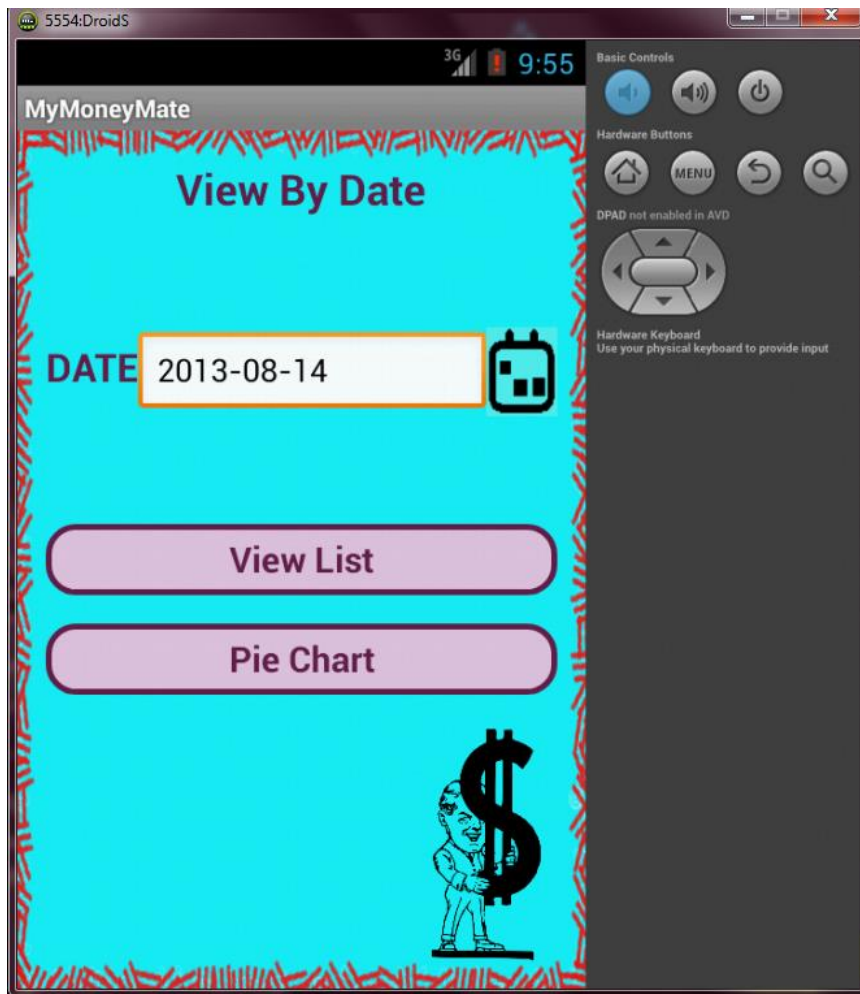 5554:DroidS
3G 9:55
MyMoneyMate
View By Date
DATE 2013-08-14
View List
Pie Chart
$
Basic Controls
Hardware Buttons
MENU
DPAD not enabled in AVD
Hardware Keyboard
Use your physical keyboard to provide input